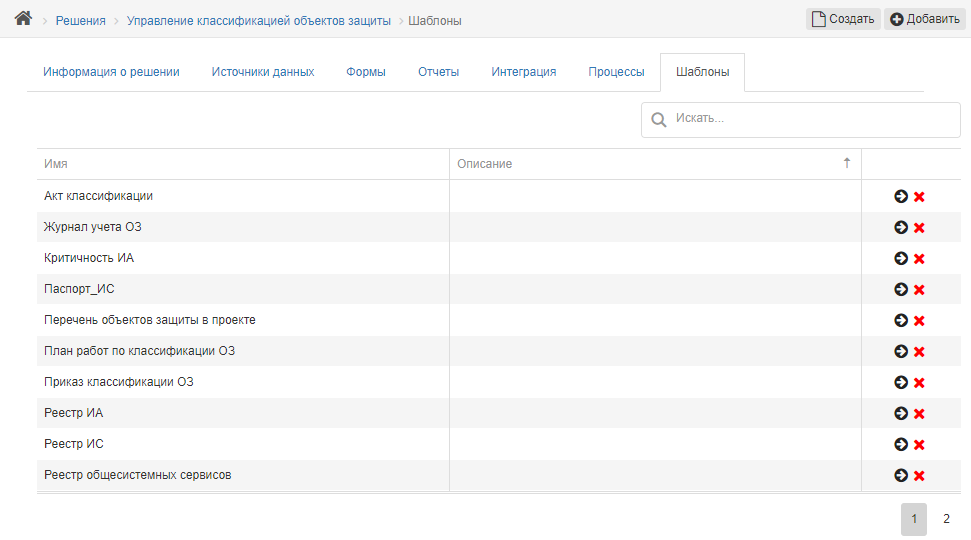 Решения Управление классификацией объектов защиты Шаблоны Создать Добавить
Информация о решении Источники данных Формы Отчеты Интеграция Процессы Шаблоны
Искать...
Имя Описание
Акт классификации
Журнал учета ОЗ
Критичность ИА
Паспорт_ИС
Перечень объектов защиты в проекте
План работ по классификации ОЗ
Приказ классификации ОЗ
Реестр ИА
Реестр ИС
Реестр общесистемных сервисов
1 2